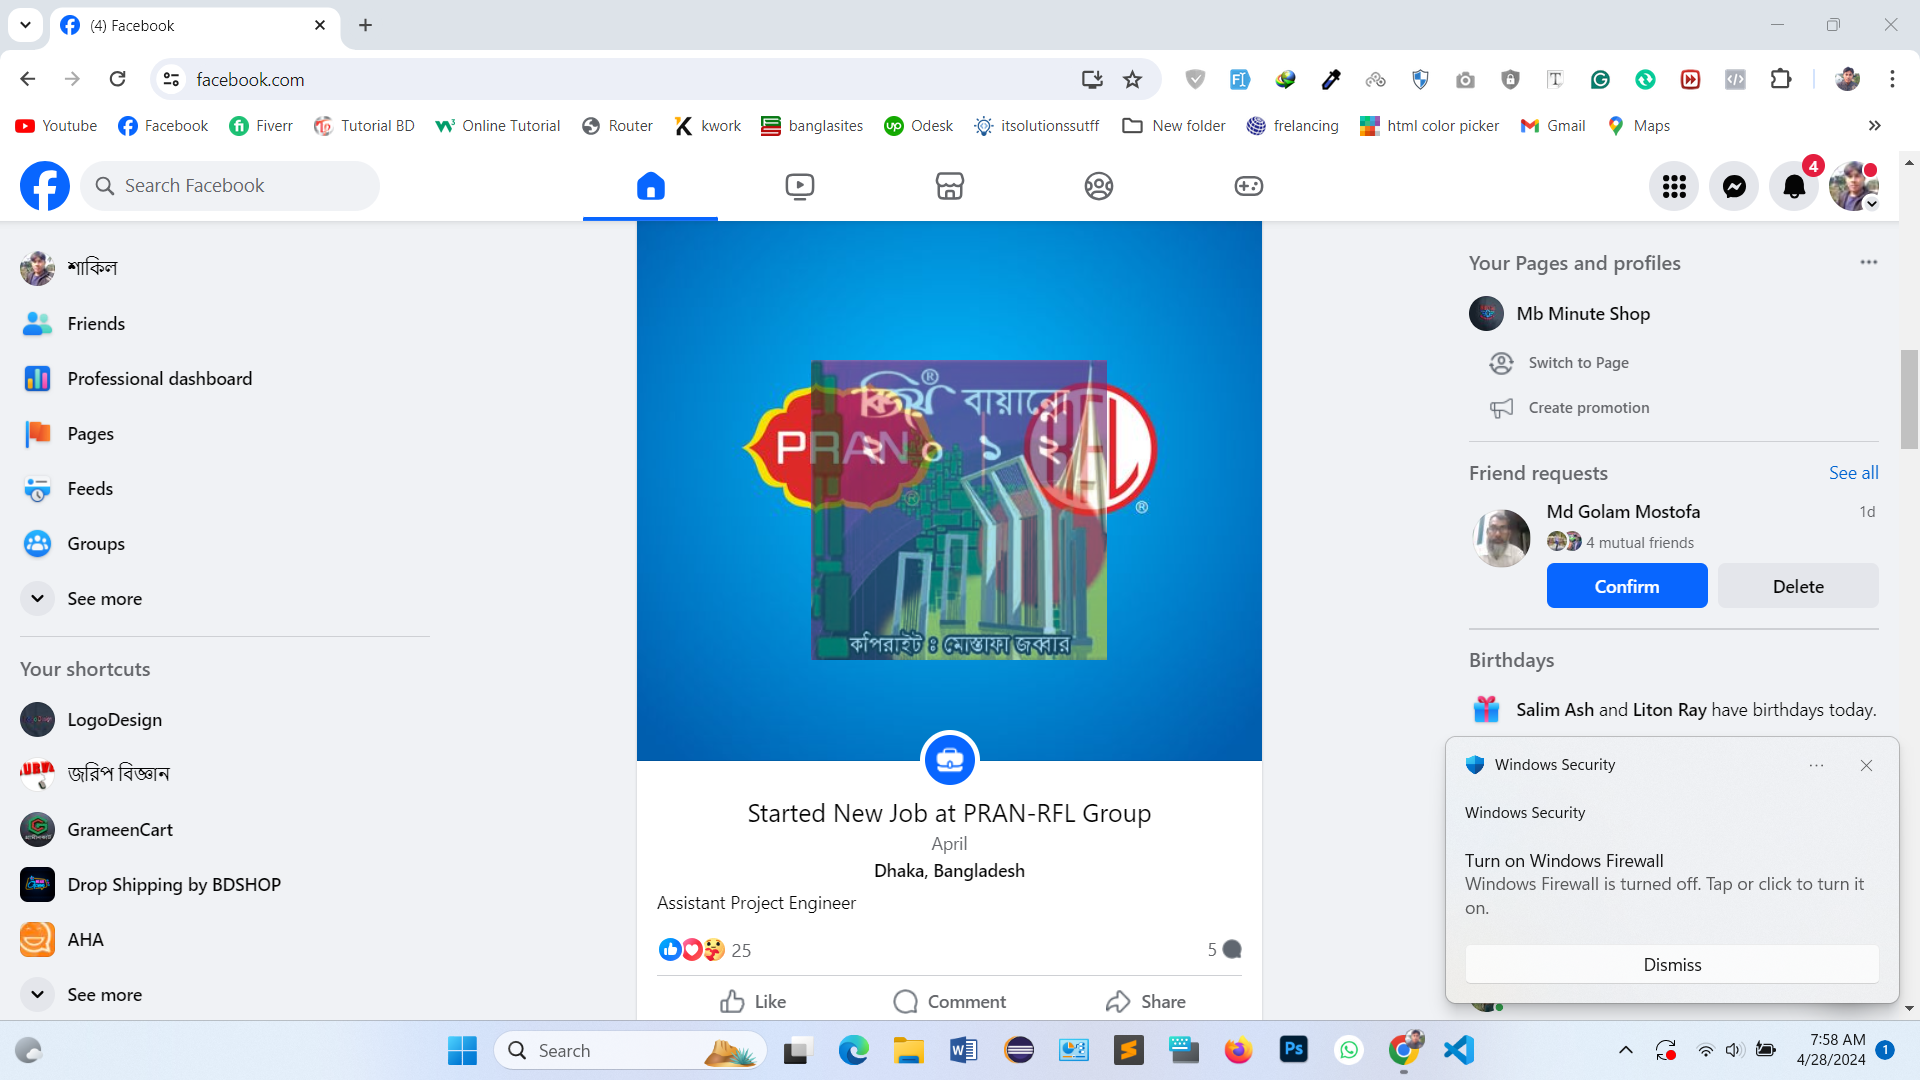 (4) Facebook
facebook.com
Youtube
Facebook
Fiverr
Tutorial BD
Online Tutorial
Router
kwork
banglasites
Odesk
itsolutionssutff
New folder
frelancing
html color picker
Gmail
Maps
Search Facebook
4
শাকিল
Friends
Professional dashboard
Pages
Feeds
Groups
See more
Your shortcuts
LogoDesign
জরিপ বিজ্ঞান
GrameenCart
Drop Shipping by BDSHOP
AHA
See more
বিজয় ® বায়ান্নো
PRAN
২০১২
®
কপিরাইট ঃ মোস্তাফা জব্বার
Started New Job at PRAN-RFL Group
April
Dhaka, Bangladesh
Assistant Project Engineer
25
5
Like
Comment
Share
Your Pages and profiles
Mb Minute Shop
Switch to Page
Create promotion
Friend requests
See all
Md Golam Mostofa
1d
4 mutual friends
Confirm
Delete
Birthdays
Salim Ash and Liton Ray have birthdays today.
Windows Security
Windows Security
Turn on Windows Firewall
Windows Firewall is turned off. Tap or click to turn it
on.
Dismiss
Search
Ps
7:58 AM
4/28/2024
1